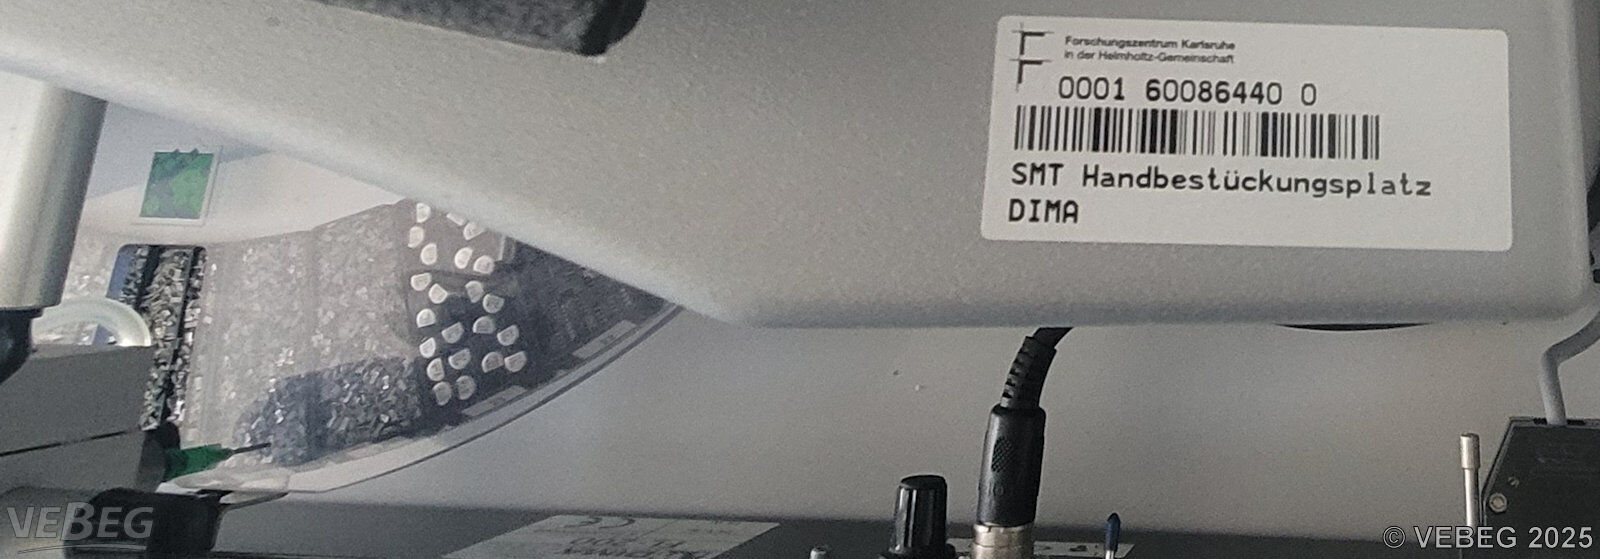 Forschungszentrum Karlsruhe
in der Helmholtz-Gemeinschaft
0001 60086440 0
SMT Handbestückungsplatz
DIMA
VEBEG
© VEBEG 2025